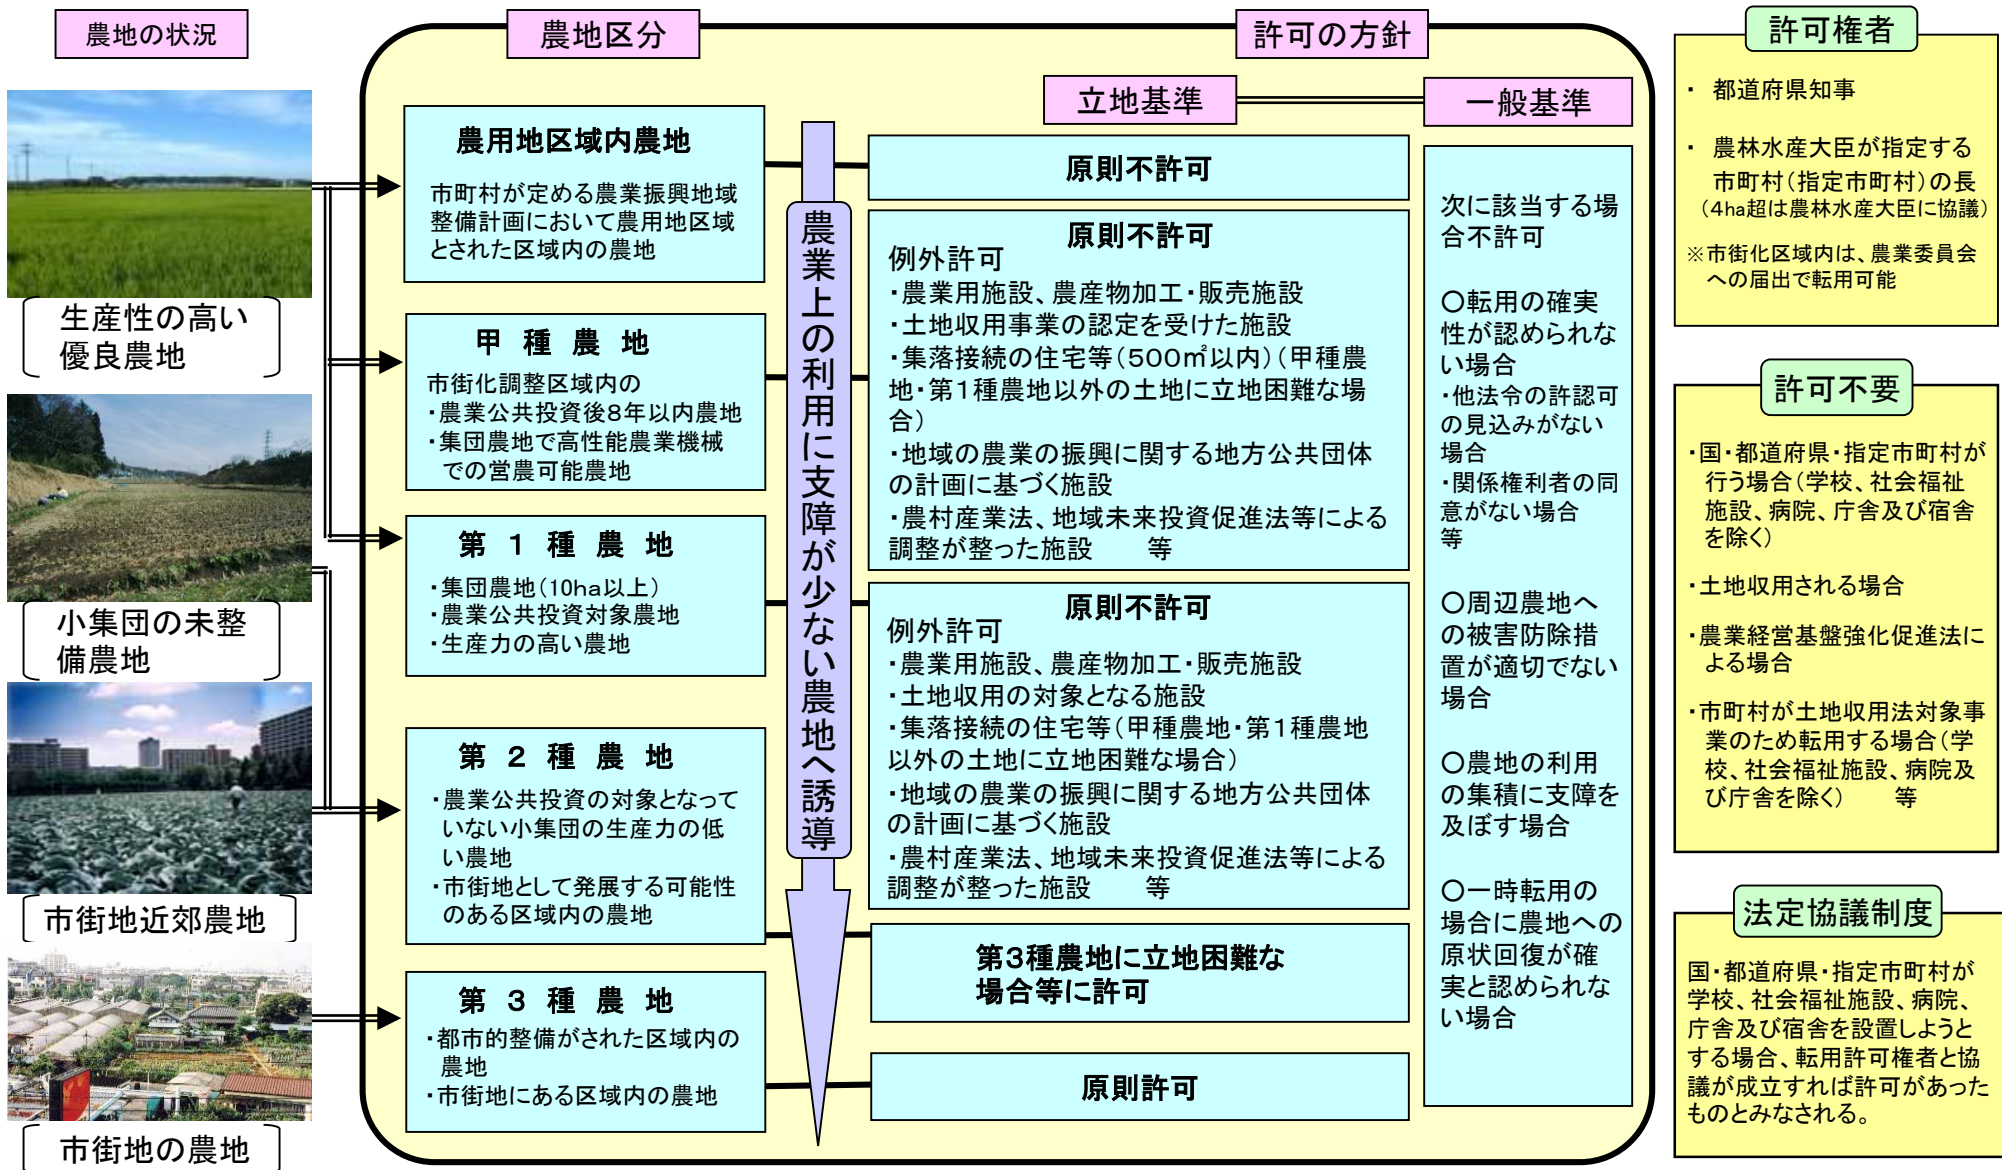 農地の状況
生産性の高い
優良農地
小集団の未整
備農地
市街地近郊農地
市街地の農地
農地区分
農用地区域内農地
市町村が定める農業振興地域
整備計画において農用地区域
とされた区域内の農地
甲種農地
市街化調整区域内の
・農業公共投資後8年以内農地
・集団農地で高性能農業機械
での営農可能農地
第1種農地
・集団農地(10ha以上)
・農業公共投資対象農地
・生産力の高い農地
第2種農地
・農業公共投資の対象となって
いない小集団の生産力の低
い農地
・市街地として発展する可能性
のある区域内の農地
第3種農地
・都市的整備がされた区域内の
農地
・市街地にある区域内の農地
農業上の利用に支障が少ない農地へ誘導
許可の方針
立地基準
原則不許可
原則不許可
例外許可
・農業用施設、農産物加工・販売施設
・土地収用事業の認定を受けた施設
・集落接続の住宅等(500㎡以内)(甲種農
地・第1種農地以外の土地に立地困難な場
合)
・地域の農業の振興に関する地方公共団体
の計画に基づく施設
・農村産業法、地域未来投資促進法等による
調整が整った施設　　等
原則不許可
例外許可
・農業用施設、農産物加工・販売施設
・土地収用の対象となる施設
・集落接続の住宅等(甲種農地・第1種農地
以外の土地に立地困難な場合)
・地域の農業の振興に関する地方公共団体
の計画に基づく施設
・農村産業法、地域未来投資促進法等による
調整が整った施設　　等
第3種農地に立地困難な
場合等に許可
原則許可
一般基準
次に該当する場
合不許可
〇転用の確実
性が認められな
い場合
・他法令の許認可
の見込みがない
場合
・関係権利者の同
意がない場合
等
〇周辺農地へ
の被害防除措
置が適切でない
場合
〇農地の利用
の集積に支障を
及ぼす場合
〇一時転用の
場合に農地への
原状回復が確
実と認められな
い場合
許可権者
・ 都道府県知事
・ 農林水産大臣が指定する
市町村(指定市町村)の長
(4ha超は農林水産大臣に協議)
※市街化区域内は、農業委員会
への届出で転用可能
許可不要
・国・都道府県・指定市町村が
行う場合(学校、社会福祉
施設、病院、庁舎及び宿舎
を除く)
・土地収用される場合
・農業経営基盤強化促進法に
よる場合
・市町村が土地収用法対象事
業のため転用する場合(学
校、社会福祉施設、病院及
び庁舎を除く)　　等
法定協議制度
国・都道府県・指定市町村が
学校、社会福祉施設、病院、
庁舎及び宿舎を設置しようと
する場合、転用許可権者と協
議が成立すれば許可があった
ものとみなされる。